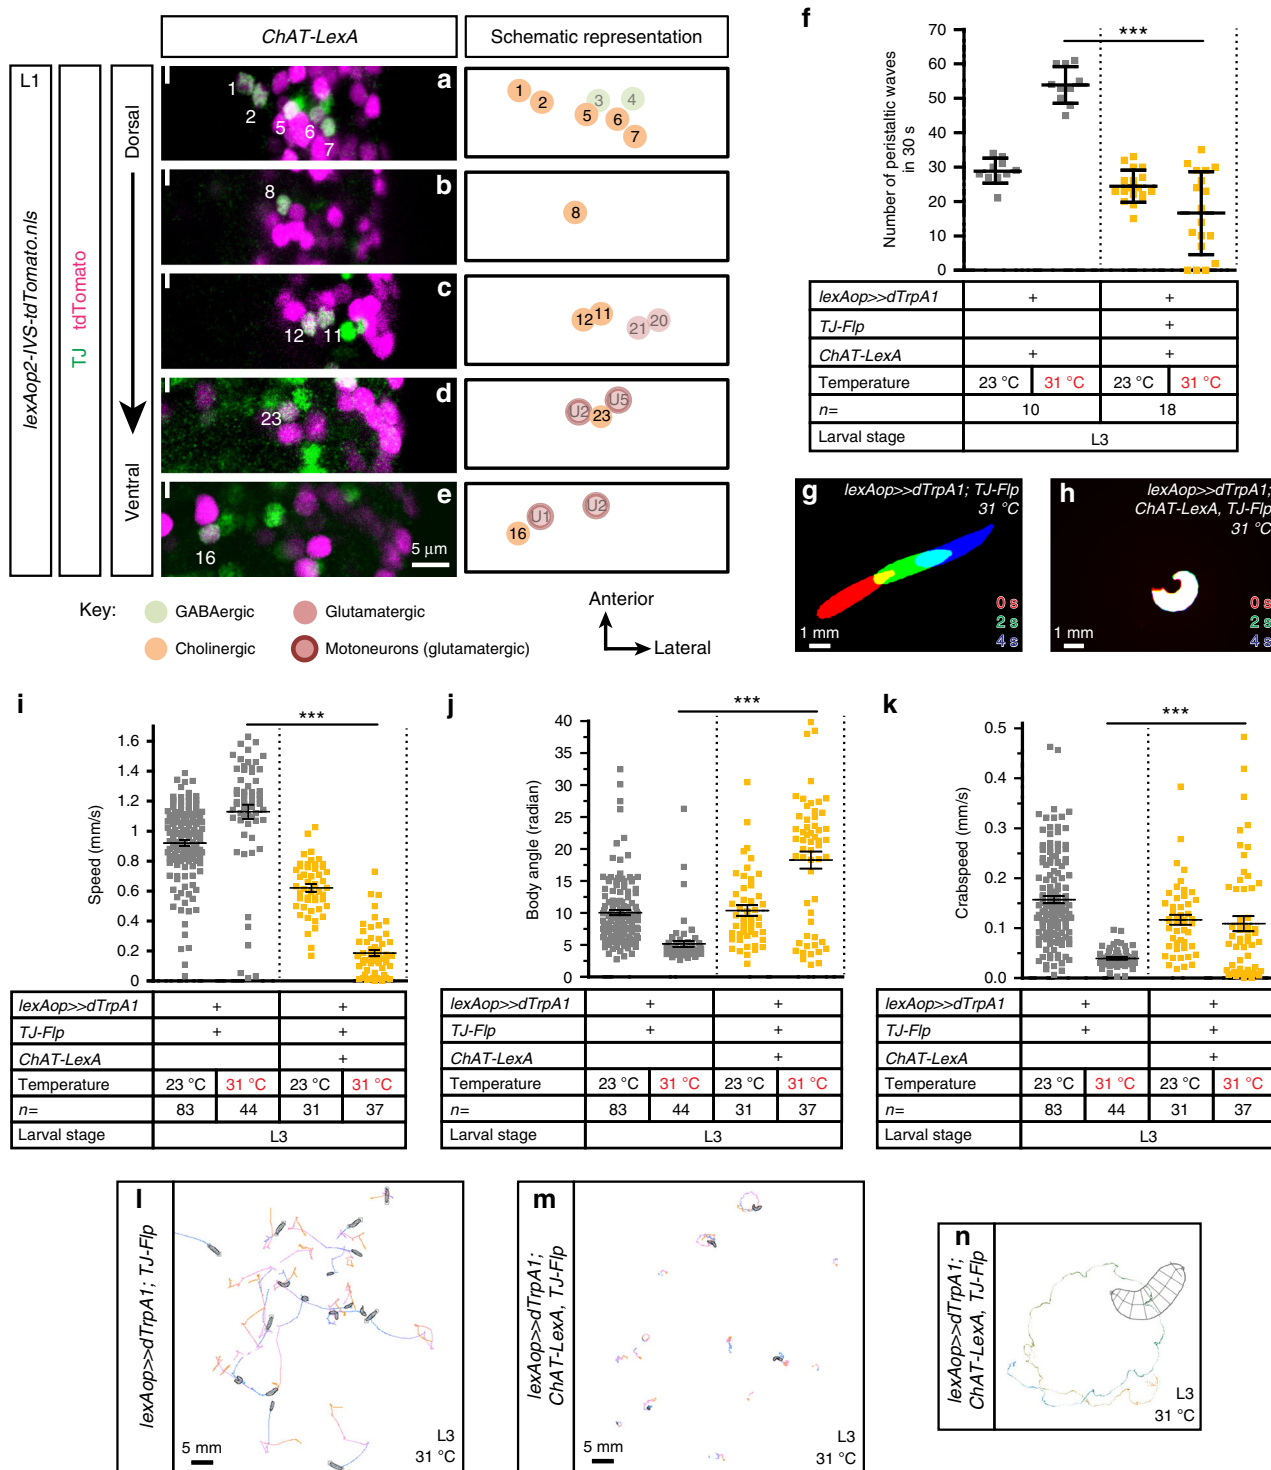 ChAT-LexA
Schematic representation
L1
lexAop2-IVS-tdTomato.nls
TJ tdTomato
Dorsal
Ventral
a
1
2
5
6
7
1
2
3
4
5
6
7
b
8
8
c
12
11
12
11
21
20
d
23
U2
U5
23
e
16
5 µm
16
U1
U2
Key:
GABAergic
Glutamatergic
Cholinergic
Motoneurons (glutamatergic)
Anterior
Lateral
f
Number of peristaltic waves
in 30 s
70
60
50
40
30
20
10
0
***
lexAop>>dTrpA1 + +
TJ-Flp +
ChAT-LexA + +
Temperature 23 °C 31 °C 23 °C 31 °C
n= 10 18
Larval stage L3
g
lexAop>>dTrpA1; TJ-Flp
31 °C
0 s
2 s
4 s
1 mm
h
lexAop>>dTrpA1;
ChAT-LexA, TJ-Flp
31 °C
0 s
2 s
4 s
1 mm
i
Speed (mm/s)
1.6
1.4
1.2
1
0.8
0.6
0.4
0.2
0
***
lexAop>>dTrpA1 + +
TJ-Flp + +
ChAT-LexA +
Temperature 23 °C 31 °C 23 °C 31 °C
n= 83 44 31 37
Larval stage L3
j
Body angle (radian)
40
35
30
25
20
15
10
5
0
***
lexAop>>dTrpA1 + +
TJ-Flp + +
ChAT-LexA +
Temperature 23 °C 31 °C 23 °C 31 °C
n= 83 44 31 37
Larval stage L3
k
Crabspeed (mm/s)
0.5
0.4
0.3
0.2
0.1
0.0
***
lexAop>>dTrpA1 + +
TJ-Flp + +
ChAT-LexA +
Temperature 23 °C 31 °C 23 °C 31 °C
n= 83 44 31 37
Larval stage L3
l
lexAop>>dTrpA1; TJ-Flp
5 mm
L3
31 °C
m
lexAop>>dTrpA1;
ChAT-LexA, TJ-Flp
5 mm
L3
31 °C
n
lexAop>>dTrpA1;
ChAT-LexA, TJ-Flp
L3
31 °C